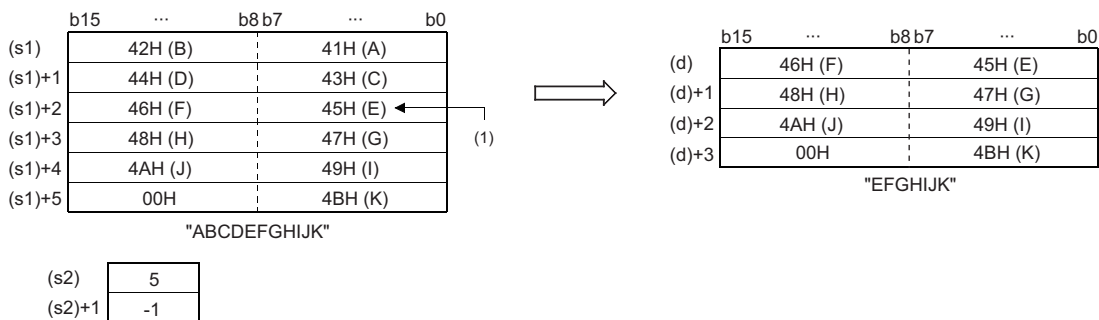 b15 ··· b8 b7 ··· b0
(s1) 42H (B) 41H (A)
(s1)+1 44H (D) 43H (C)
(s1)+2 46H (F) 45H (E)
(s1)+3 48H (H) 47H (G) (1)
(s1)+4 4AH (J) 49H (I)
(s1)+5 00H 4BH (K)
"ABCDEFGHIJK"
(s2) 5
(s2)+1 -1
b15 ··· b8 b7 ··· b0
(d) 46H (F) 45H (E)
(d)+1 48H (H) 47H (G)
(d)+2 4AH (J) 49H (I)
(d)+3 00H 4BH (K)
"EFGHIJK"